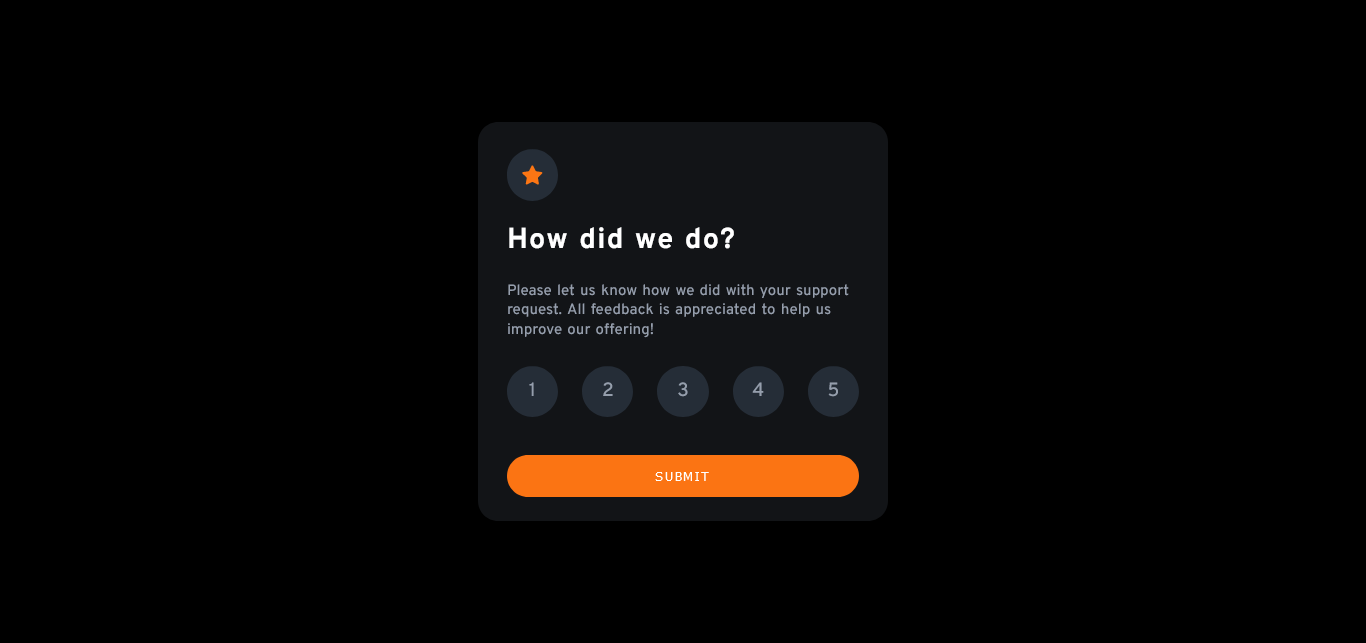 How did we do?
Please let us know how we did with your support
request. All feedback is appreciated to help us
improve our offering!
1 2 3 4 5
SUBMIT